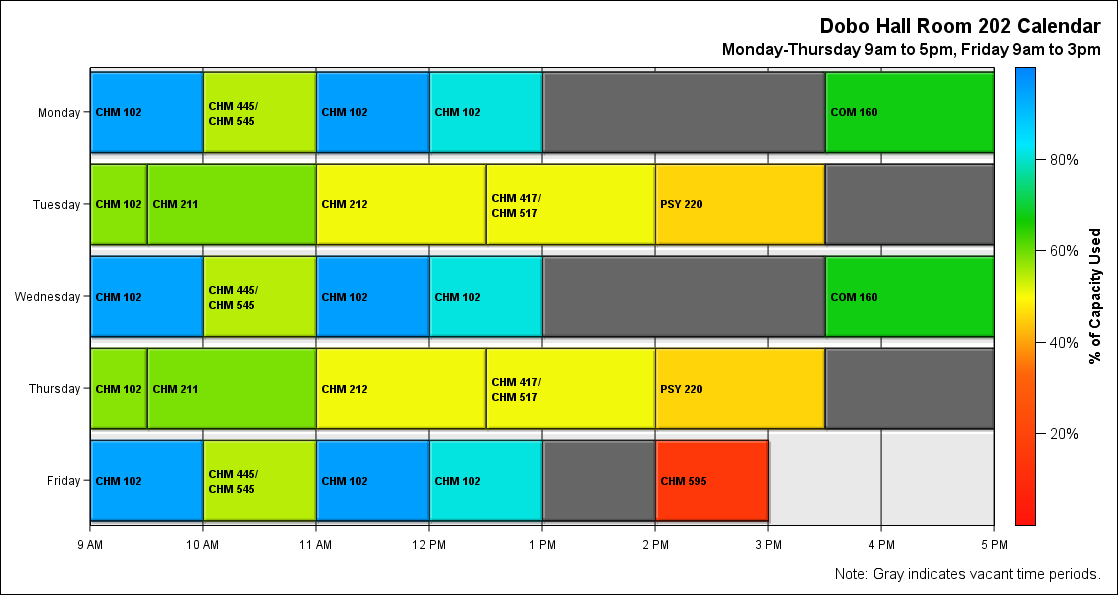 Dobo Hall Room 202 Calendar
Monday-Thursday 9am to 5pm, Friday 9am to 3pm
Monday
CHM 102
CHM 445/
CHM 545
CHM 102
CHM 102
COM 160
Tuesday
CHM 102
CHM 211
CHM 212
CHM 417/
CHM 517
PSY 220
Wednesday
CHM 102
CHM 445/
CHM 545
CHM 102
CHM 102
COM 160
Thursday
CHM 102
CHM 211
CHM 212
CHM 417/
CHM 517
PSY 220
Friday
CHM 102
CHM 445/
CHM 545
CHM 102
CHM 102
CHM 595
9 AM
10 AM
11 AM
12 PM
1 PM
2 PM
3 PM
4 PM
5 PM
80%
60%
40%
20%
% of Capacity Used
Note: Gray indicates vacant time periods.